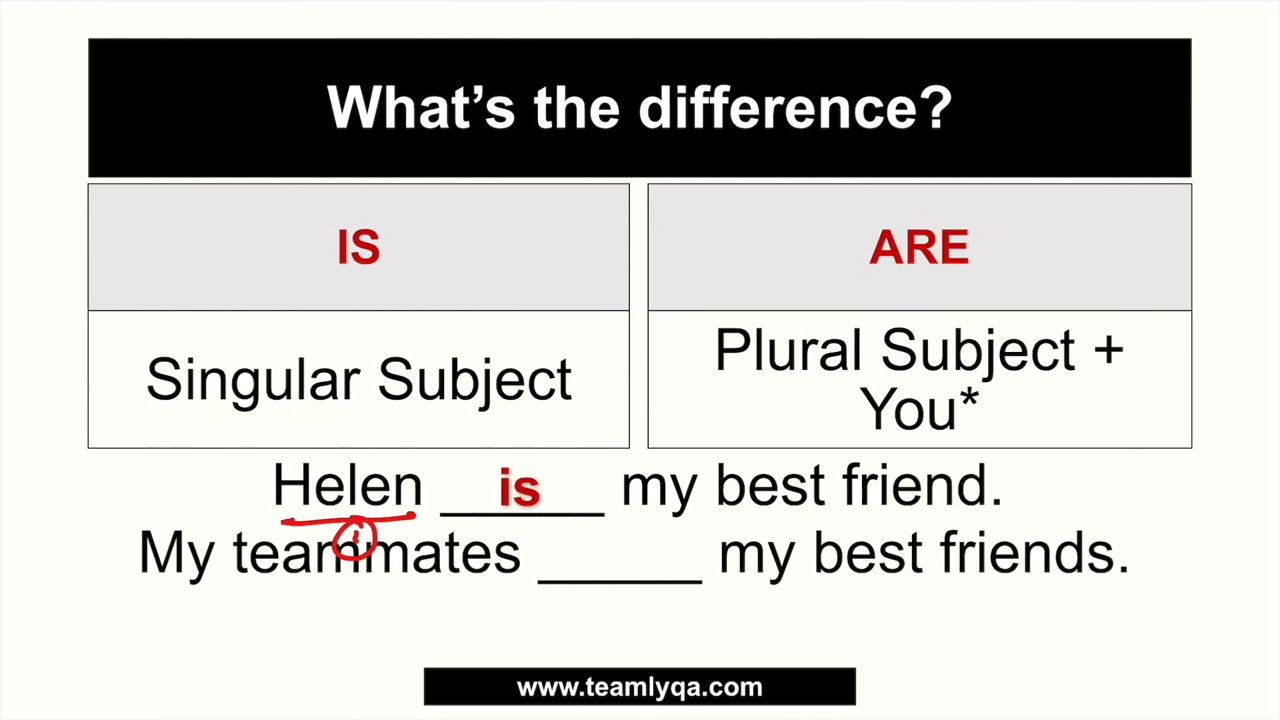 What’s the difference?
IS
ARE
Singular Subject
Plural Subject +
You*
Helen ______ is my best friend.
My teammates ______ my best friends.
www.teamlyqa.com